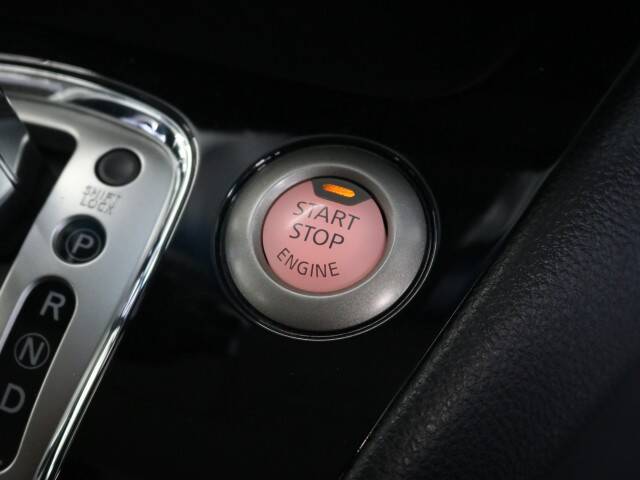 SHIFT
LOCK
P
R
N
D
START
STOP
ENGINE